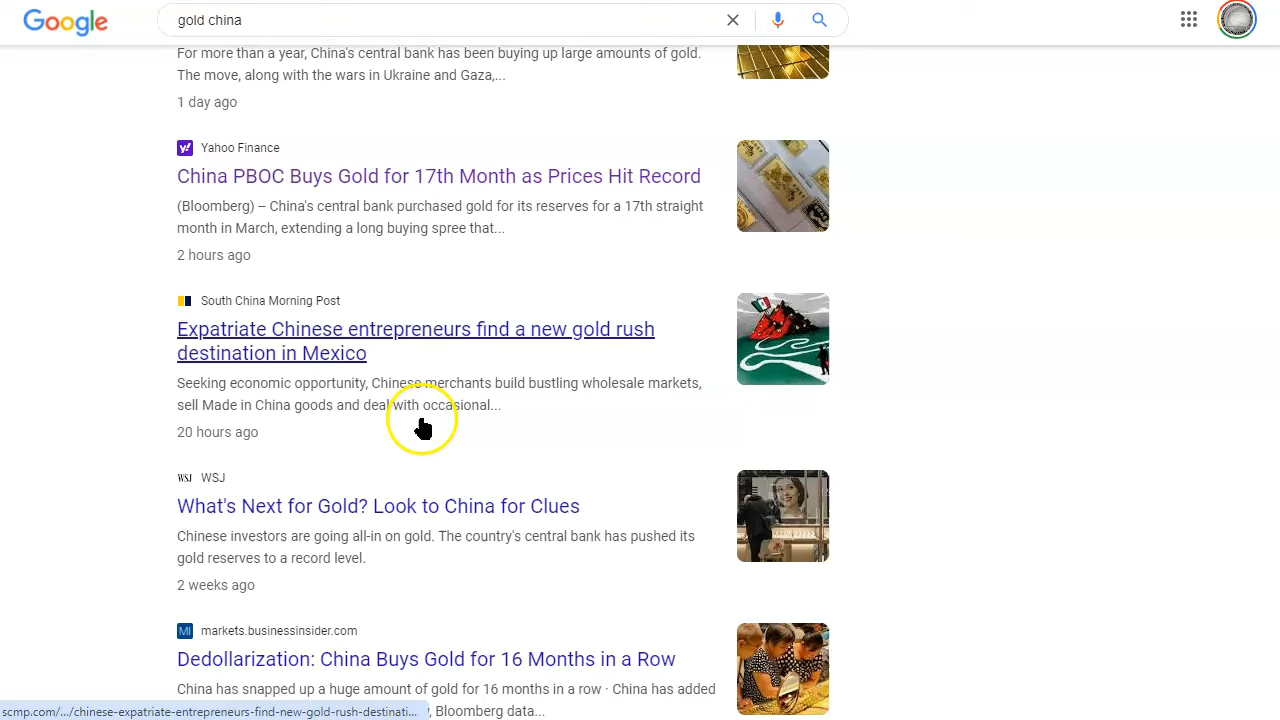 Google
gold china
For more than a year, China's central bank has been buying up large amounts of gold.
The move, along with the wars in Ukraine and Gaza,...
1 day ago
y! Yahoo Finance
China PBOC Buys Gold for 17th Month as Prices Hit Record
(Bloomberg) – China's central bank purchased gold for its reserves for a 17th straight
month in March, extending a long buying spree that...
2 hours ago
South China Morning Post
Expatriate Chinese entrepreneurs find a new gold rush
destination in Mexico
Seeking economic opportunity, Chinese merchants build bustling wholesale markets,
sell Made in China goods and deal with occasional...
20 hours ago
WSJ WSJ
What's Next for Gold? Look to China for Clues
Chinese investors are going all-in on gold. The country's central bank has pushed its
gold reserves to a record level.
2 weeks ago
MI markets.businessinsider.com
Dedollarization: China Buys Gold for 16 Months in a Row
China has snapped up a huge amount of gold for 16 months in a row · China has added
, Bloomberg data...
scmp.com/.../chinese-expatriate-entrepreneurs-find-new-gold-rush-destinati...